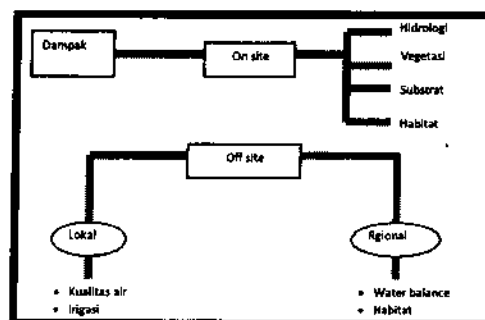 Hidrologi
Dampak
On site
Vegetasi
Substrat
Habitat
Off site
Lokal
Rgional
• Kualitas air
• Irigasi
• Water balance
• Habitat